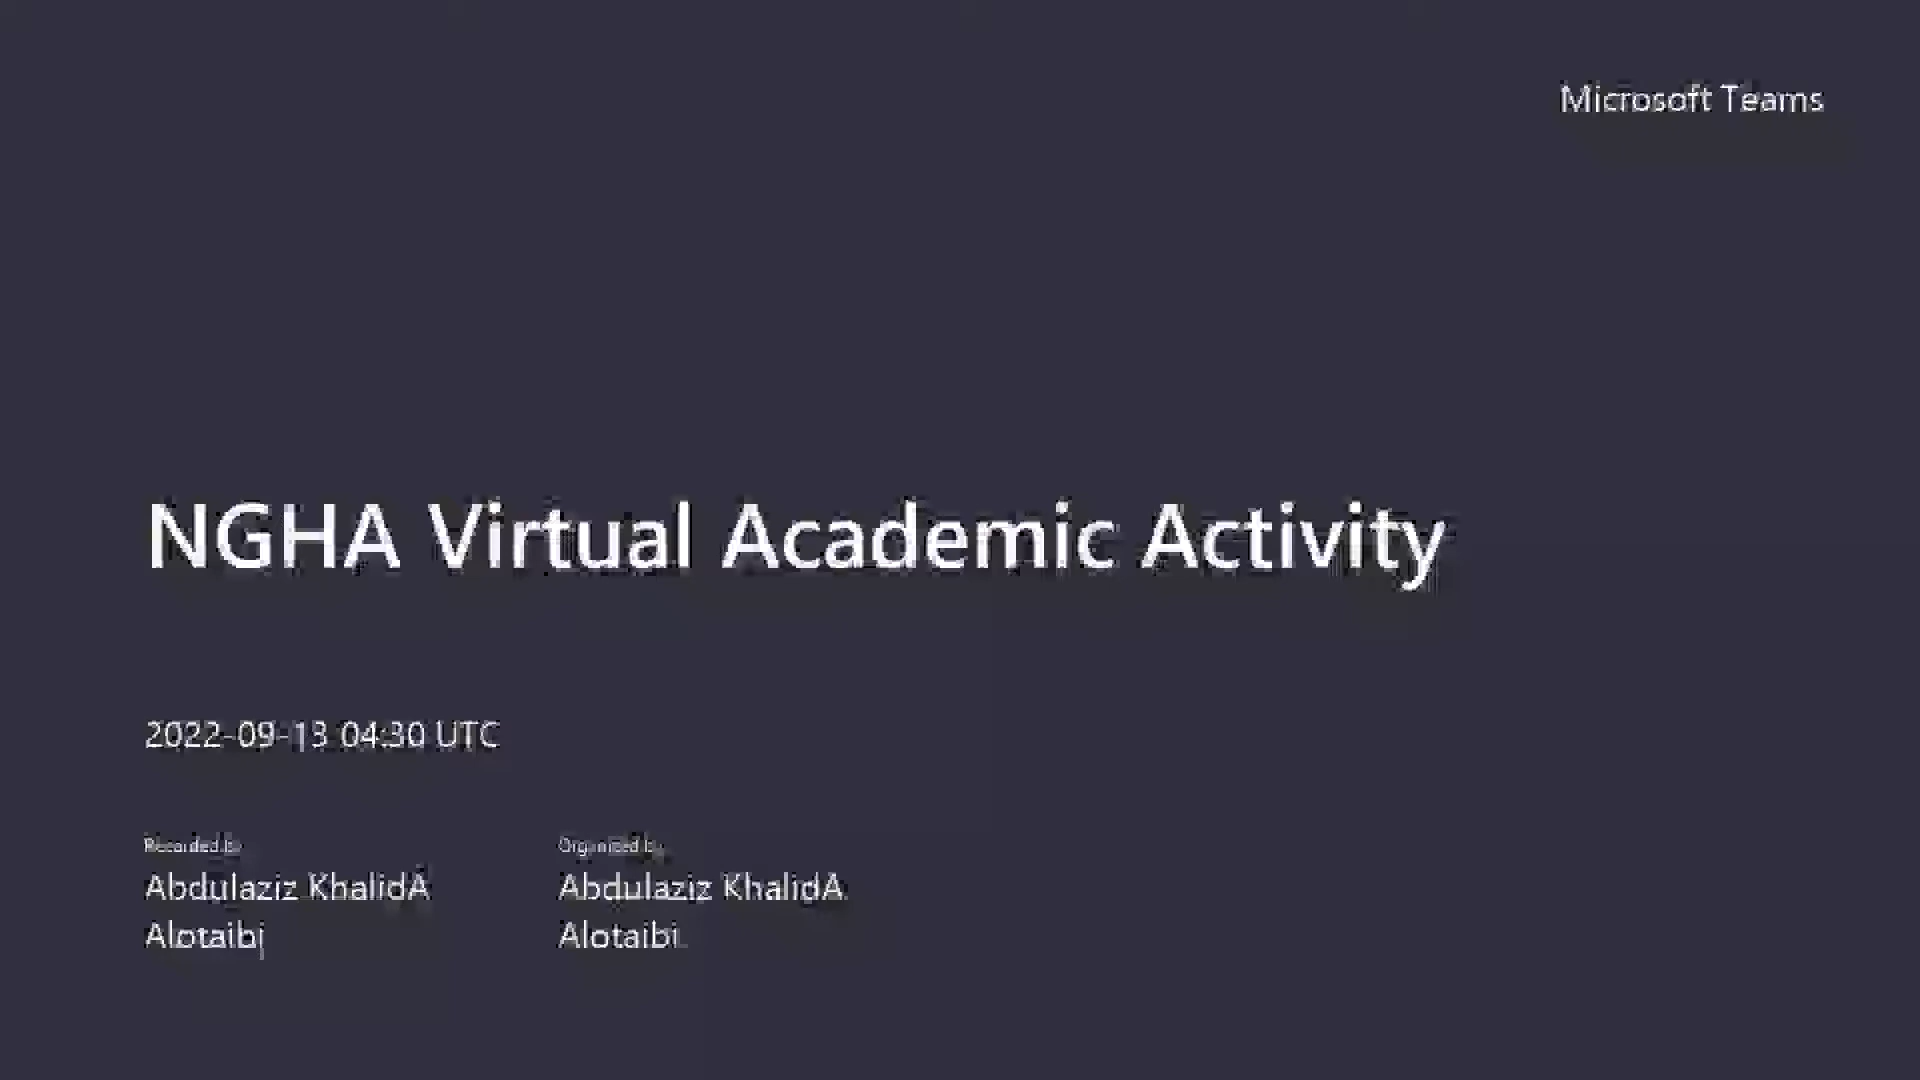 Microsoft Teams
NGHA Virtual Academic Activity
2022-09-13 04:30 UTC
Recorded by
Organized by
Abdulaziz KhalidA
Alotaibi
Abdulaziz KhalidA
Alotaibi